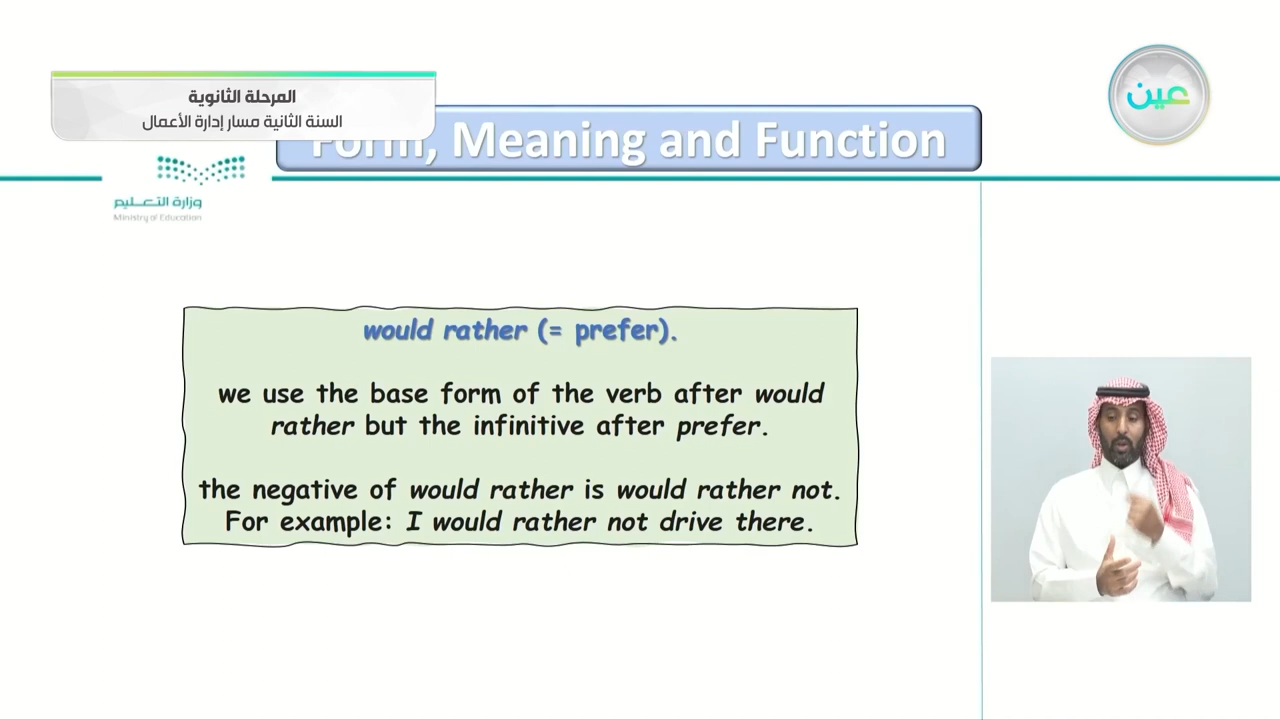 المرحلة الثانوية
السنة الثانية مسار إدارة الأعمال
عين
Form, Meaning and Function
وزارة التعليم
Ministry of Education
would rather (= prefer).
we use the base form of the verb after would
rather but the infinitive after prefer.
the negative of would rather is would rather not.
For example: I would rather not drive there.